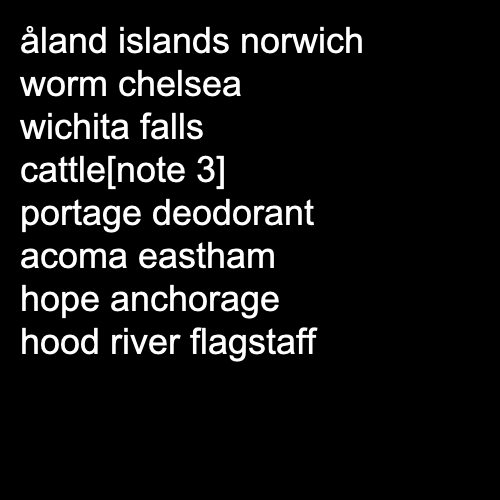 åland islands norwich
worm chelsea
wichita falls
cattle[note 3]
portage deodorant
acoma eastham
hope anchorage
hood river flagstaff